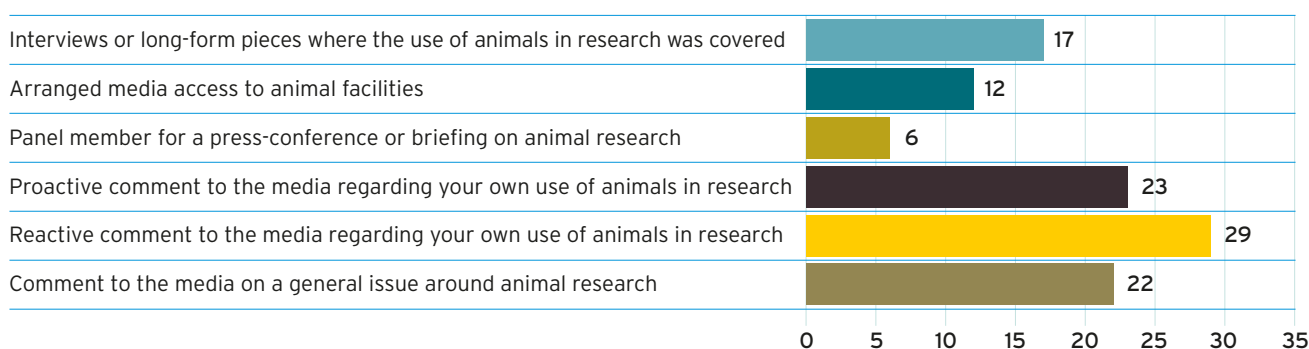 Interviews or long-form pieces where the use of animals in research was covered 17
Arranged media access to animal facilities 12
Panel member for a press-conference or briefing on animal research 6
Proactive comment to the media regarding your own use of animals in research 23
Reactive comment to the media regarding your own use of animals in research 29
Comment to the media on a general issue around animal research 22
0 5 10 15 20 25 30 35